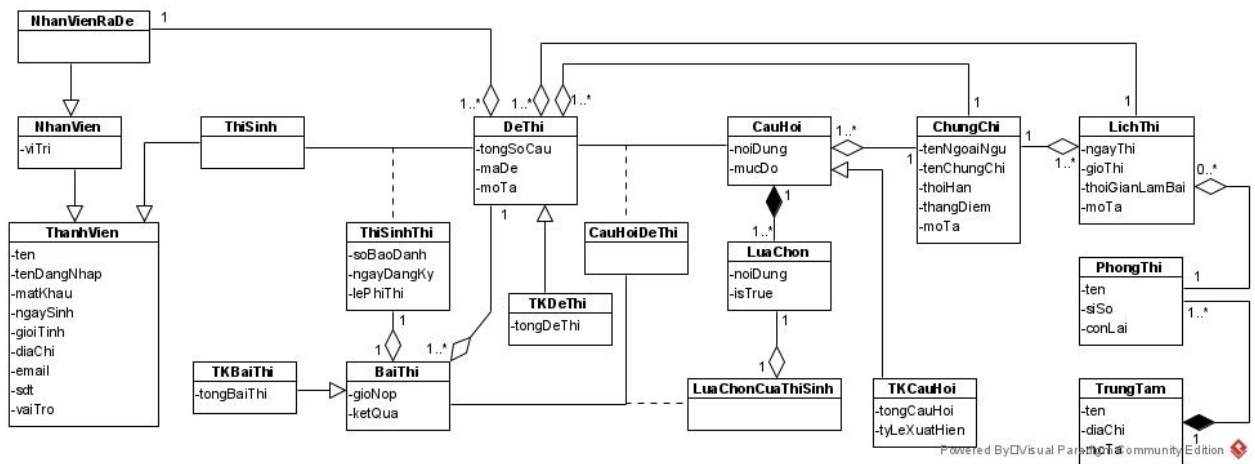 NhanVienRaDe
1
1
1..*
1..*
1..*
NhanVien
-viTri
ThiSinh
DeThi
-tongSoCau
-maDe
-moTa
1
CauHoi
-noiDung
-mucDo
1..*
1
1
ChungChi
-tenNgoaiNgu
-tenChungChi
-thoiHan
-thangDiem
-moTa
1
1..*
1
LichThi
-ngayThi
-gioThi
-thoiGianLamBai
-moTa
0..*
ThanhVien
-ten
-tenDangNhap
-matKhau
-ngaySinh
-gioiTinh
-diaChi
-email
-sdt
-vaiTro
ThiSinhThi
-soBaoDanh
-ngayDangKy
-lePhiThi
1
1
1..*
CauHoiDeThi
TKDeThi
-tongDeThi
1
1..*
LuaChon
-noiDung
-isTrue
1
1
PhongThi
-ten
-siSo
-conLai
1
1..*
TKBaiThi
-tongBaiThi
BaiThi
-gioNop
-ketQua
LuaChonCuaThiSinh
TKCauHoi
-tongCauHoi
-tyLeXuatHien
TrungTam
-ten
-diaChi
-moTa
1
Powered By Visual Paradigm Community Edition